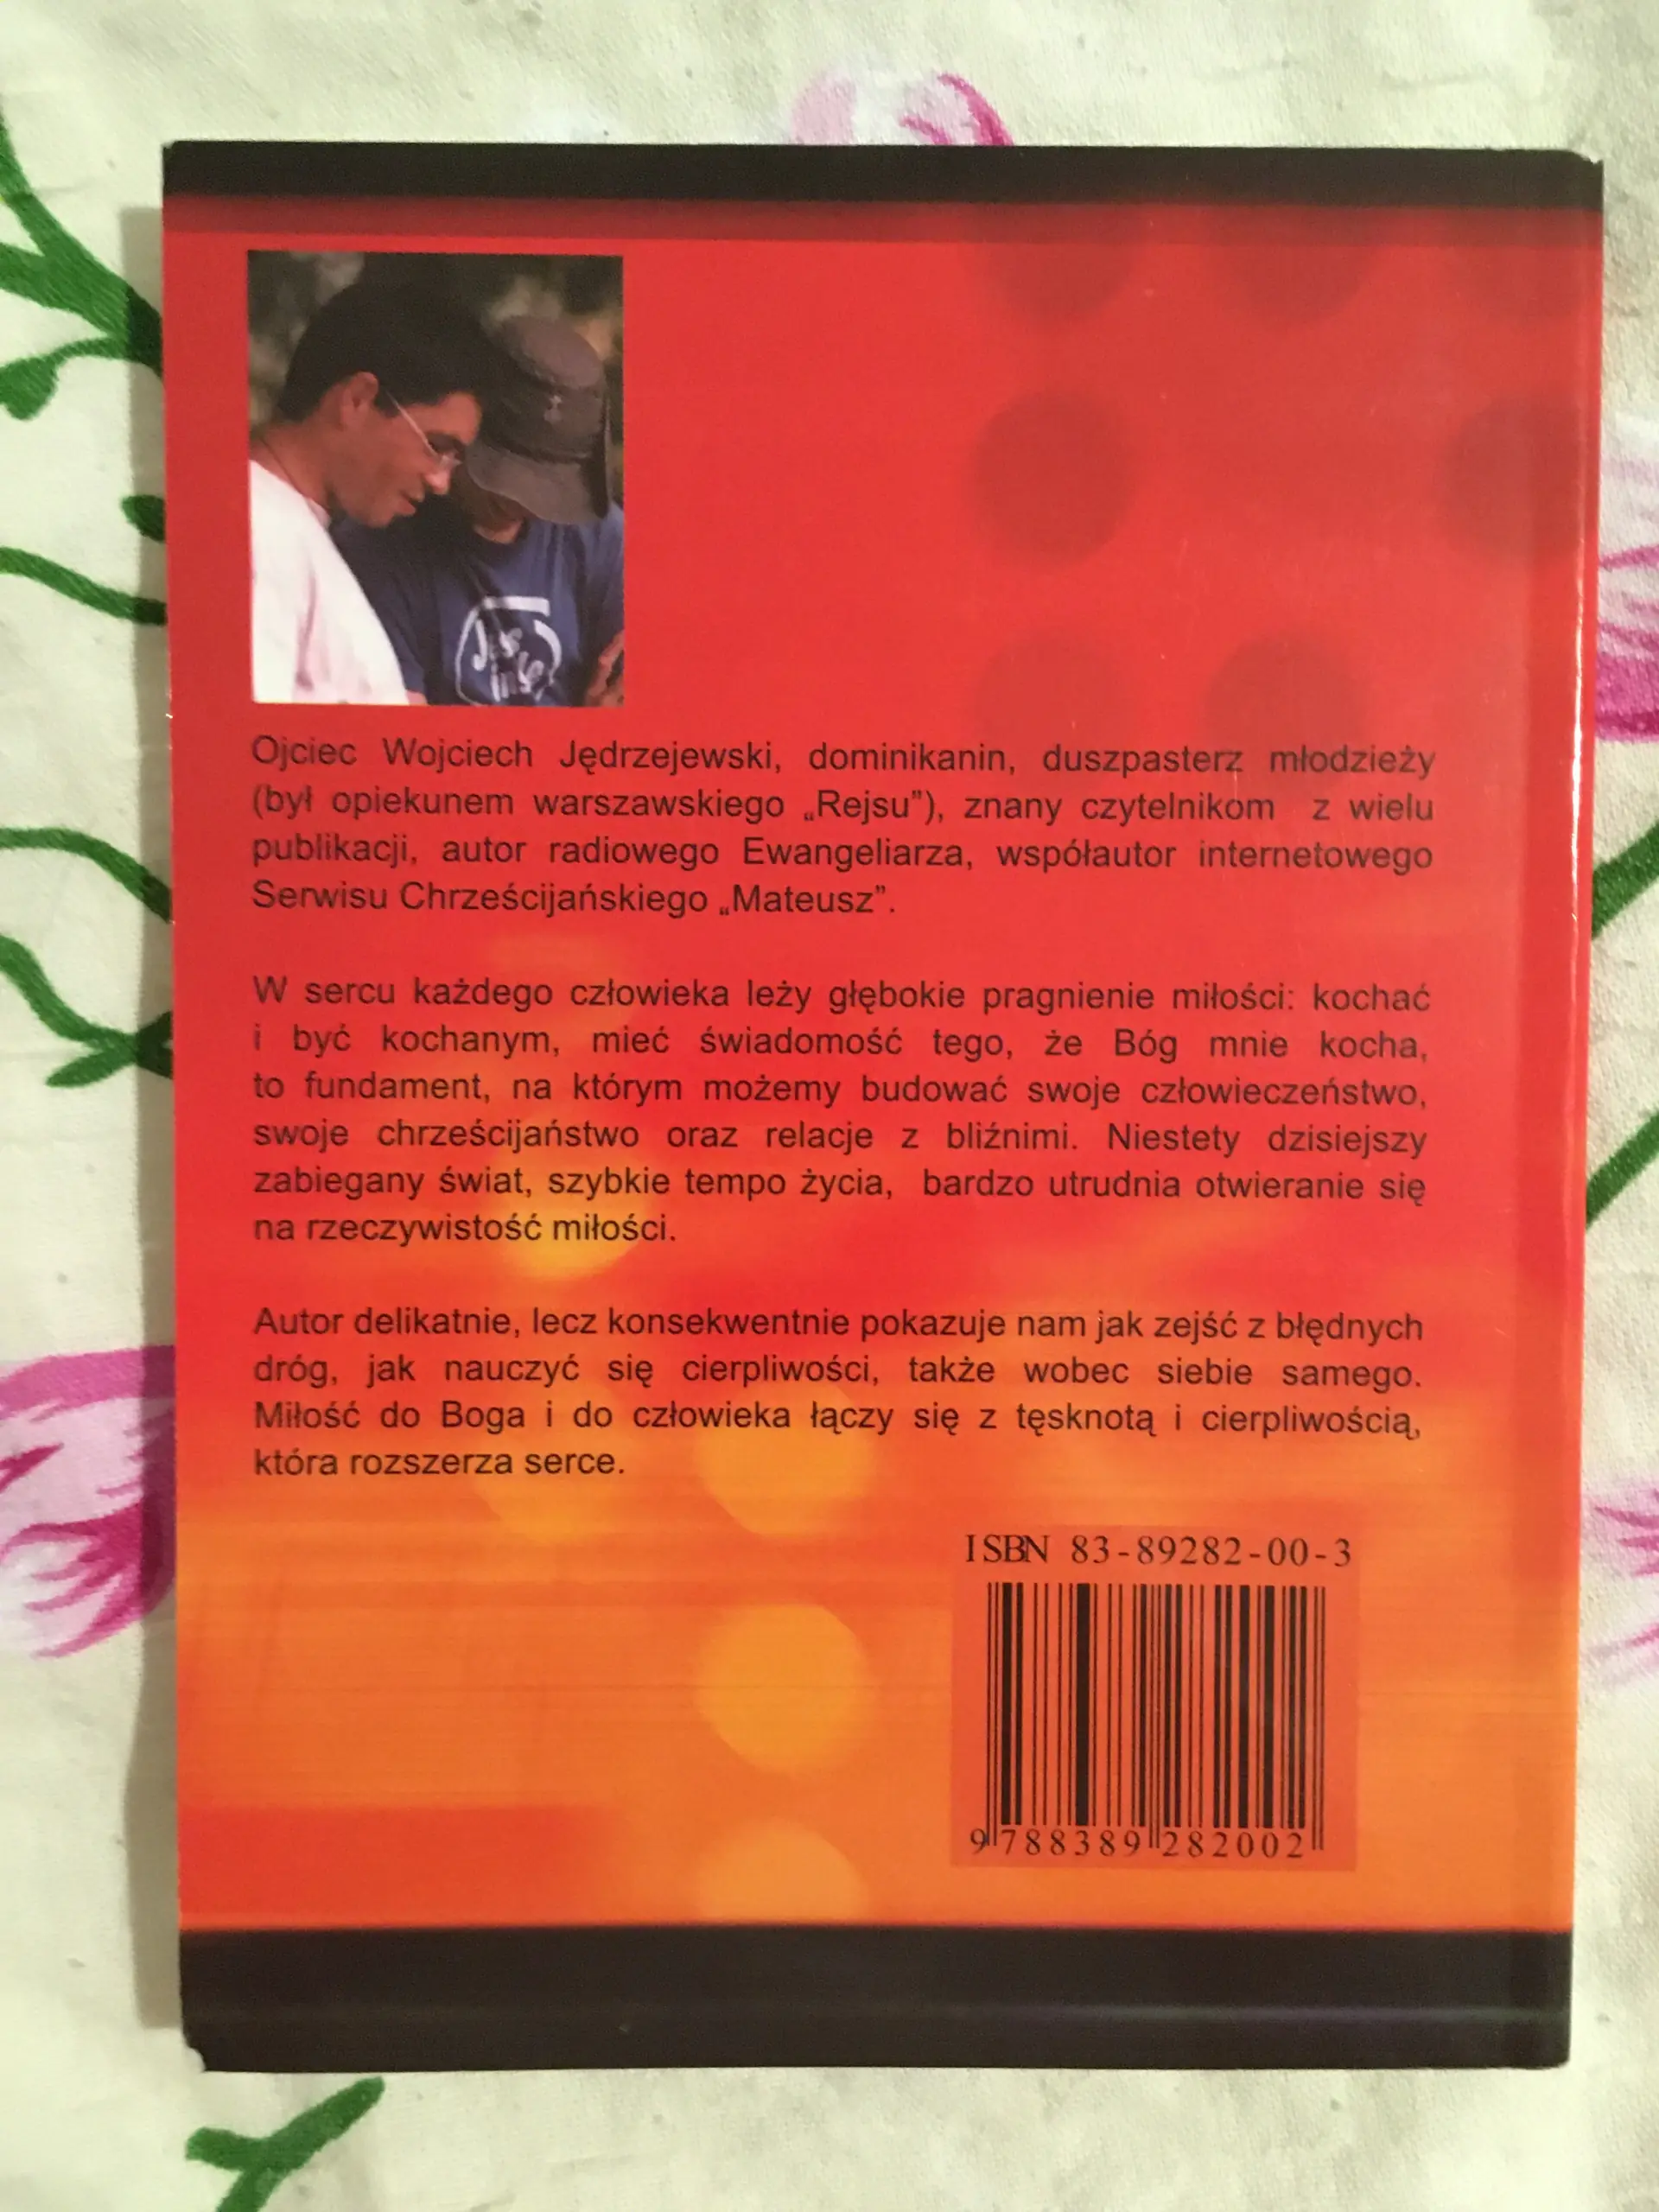 Ojciec Wojciech Jędrzejewski, dominikanin, duszpasterz młodzieży
(był opiekunem warszawskiego „Rejsu”), znany czytelnikom z wielu
publikacji, autor radiowego Ewangeliarza, współautor internetowego
Serwisu Chrześcijańskiego „Mateusz”.
W sercu każdego człowieka leży głębokie pragnienie miłości: kochać
i być kochanym, mieć świadomość tego, że Bóg mnie kocha,
to fundament, na którym możemy budować swoje człowieczeństwo,
swoje chrześcijaństwo oraz relacje z bliźnimi. Niestety dzisiejszy
zabiegany świat, szybkie tempo życia, bardzo utrudnia otwieranie się
na rzeczywistość miłości.
Autor delikatnie, lecz konsekwentnie pokazuje nam jak zejść z błędnych
dróg, jak nauczyć się cierpliwości, także wobec siebie samego.
Miłość do Boga i do człowieka łączy się z tęsknotą i cierpliwością,
która rozszerza serce.
ISBN 83-89282-00-3
9 788389 282002